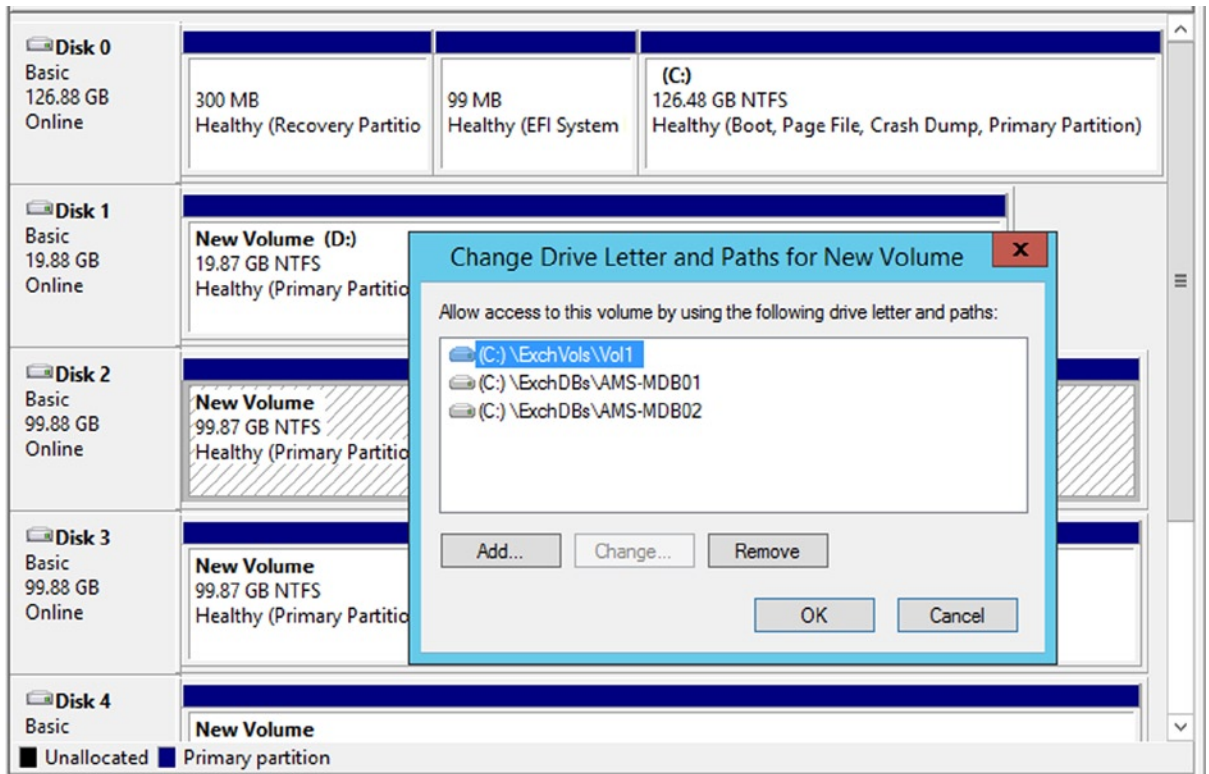 Disk 0
Basic
126.88 GB
Online
300 MB
Healthy (Recovery Partitio
99 MB
Healthy (EFI System
(C:)
126.48 GB NTFS
Healthy (Boot, Page File, Crash Dump, Primary Partition)
Disk 1
Basic
19.88 GB
Online
New Volume (D:)
19.87 GB NTFS
Healthy (Primary Partitio
Disk 2
Basic
99.88 GB
Online
New Volume
99.87 GB NTFS
Healthy (Primary Partitio
Disk 3
Basic
99.88 GB
Online
New Volume
99.87 GB NTFS
Healthy (Primary Partitio
Disk 4
Basic
New Volume
Unallocated Primary partition
Change Drive Letter and Paths for New Volume
x
Allow access to this volume by using the following drive letter and paths:
(C:) \ExchVols\Vol1
(C:) \ExchDBs\AMS-MDB01
(C:) \ExchDBs\AMS-MDB02
Add... Change... Remove
OK Cancel